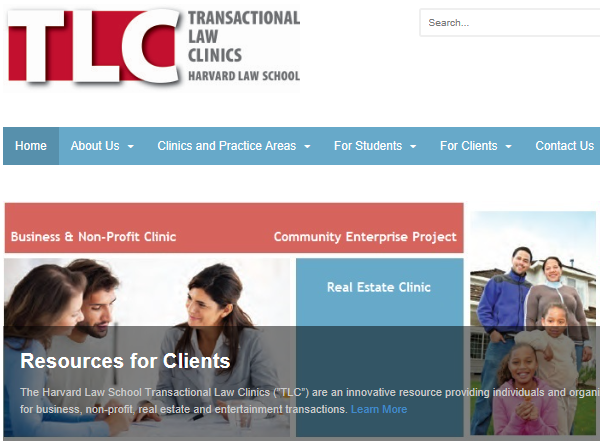 TLC
TRANSACTIONAL
LAW
CLINICS
HARVARD LAW SCHOOL
Search...
Home About Us Clinics and Practice Areas For Students For Clients Contact Us
Business & Non-Profit Clinic Community Enterprise Project
Real Estate Clinic
Resources for Clients
The Harvard Law School Transactional Law Clinics ("TLC") are an innovative resource providing individuals and organi
for business, non-profit, real estate and entertainment transactions. Learn More